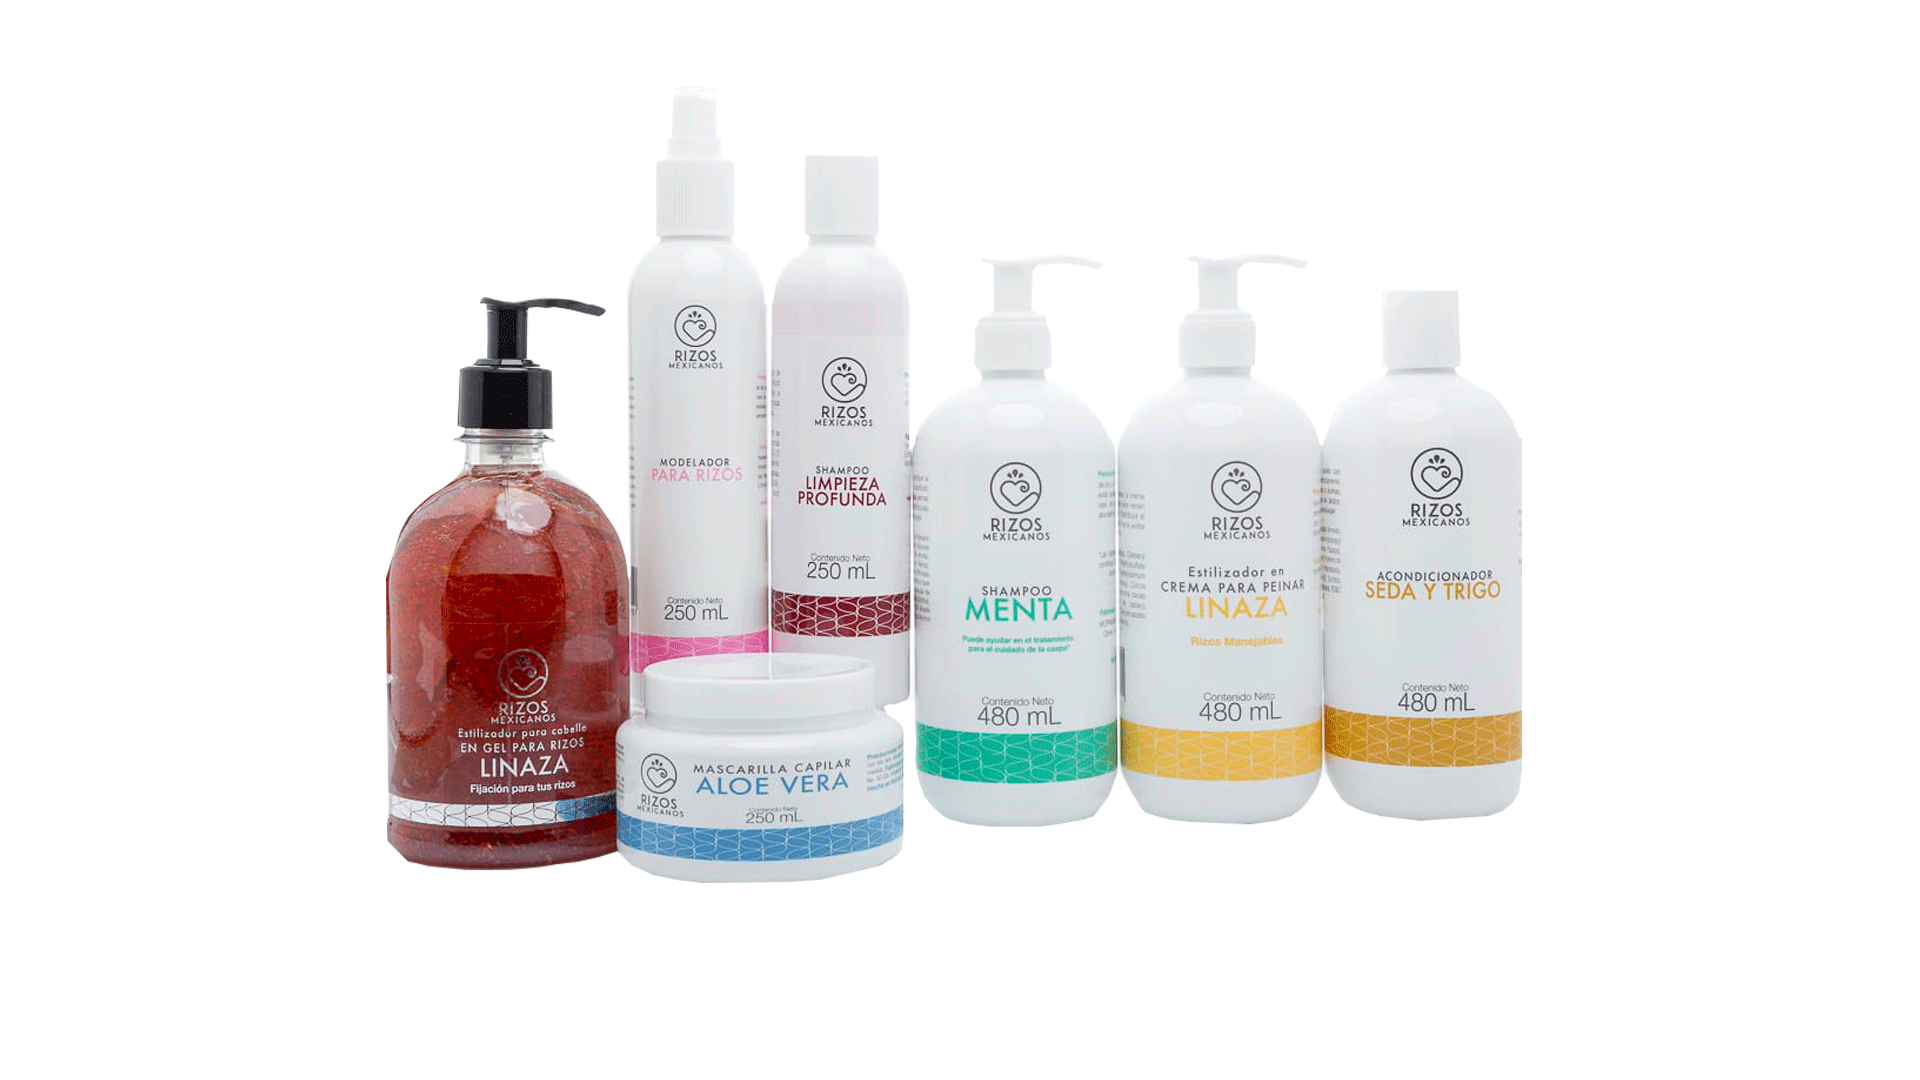 RIZOS
MEXICANOS
Estilizador para cabello
EN GEL PARA RIZOS
LINAZA
Fijación para tus rizos
RIZOS
MEXICANOS
MODELADOR
PARA RIZOS
Contenido Neto
250 mL
RIZOS
MEXICANOS
SHAMPOO
LIMPIEZA
PROFUNDA
Contenido Neto
250 mL
RIZOS
MEXICANOS
MASCARILLA CAPILAR
ALOE VERA
Contenido Neto
250 mL
RIZOS
MEXICANOS
SHAMPOO
MENTA
Puede ayudar en el tratamiento
para el cuidado de la caspa*
Contenido Neto
480 mL
RIZOS
MEXICANOS
Estilizador en
CREMA PARA PEINAR
LINAZA
Rizos Manejables
Contenido Neto
480 mL
RIZOS
MEXICANOS
ACONDICIONADOR
SEDA Y TRIGO
Contenido Neto
480 mL